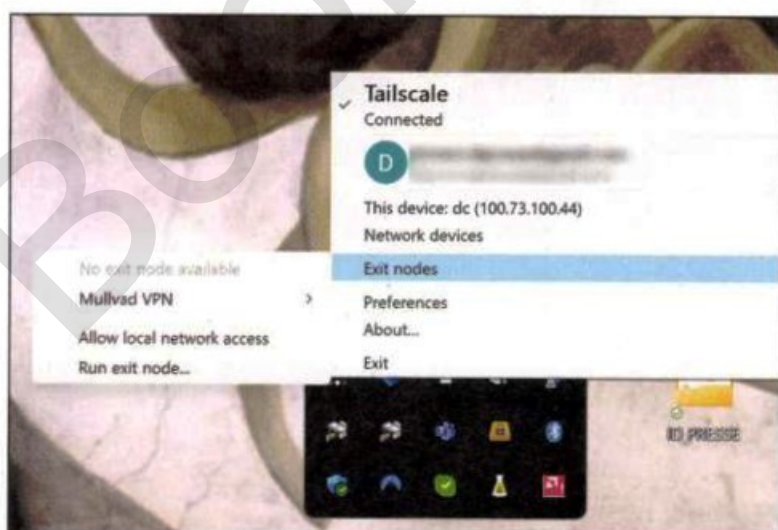 Tailscale
Connected
D
This device: dc (100.73.100.44)
Network devices
Exit nodes
Preferences
About...
Exit
No exit node available
Mullvad VPN
Allow local network access
Run exit node...